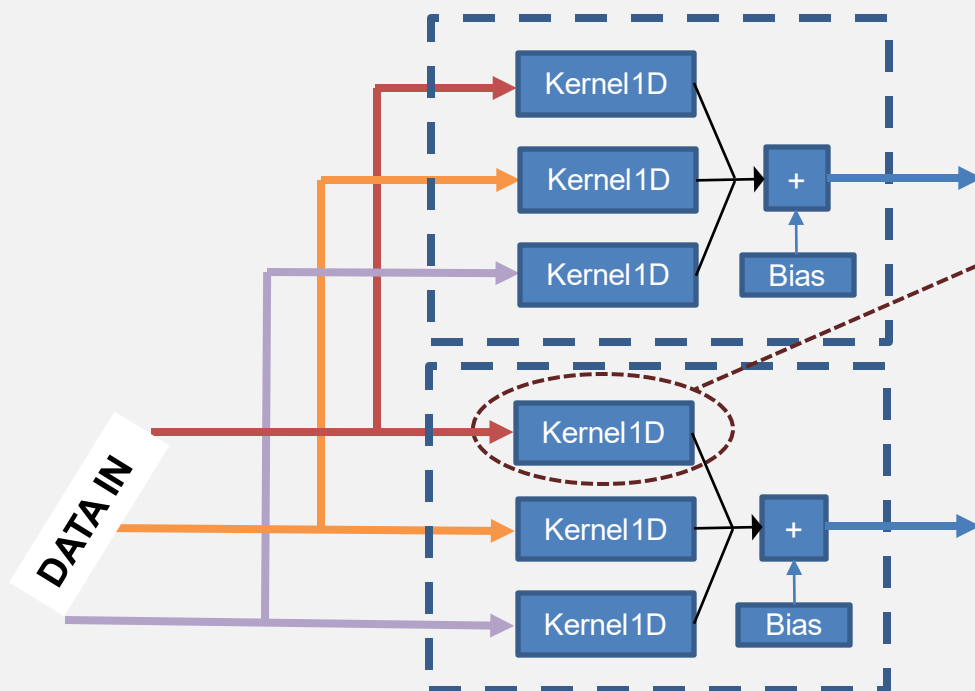 Kernel1D
Kernel1D
+
Kernel1D
Bias
DATA IN
Kernel1D
Kernel1D
+
Kernel1D
Bias